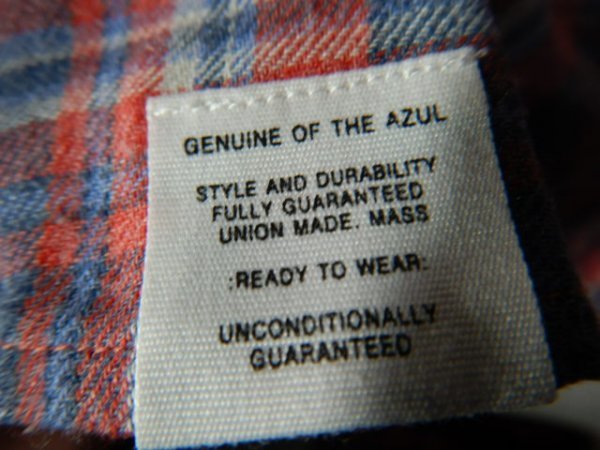 GENUINE OF THE AZUL
STYLE AND DURABILITY
FULLY GUARANTEED
UNION MADE. MASS
:READY TO WEAR:
UNCONDITIONALLY
GUARANTEED